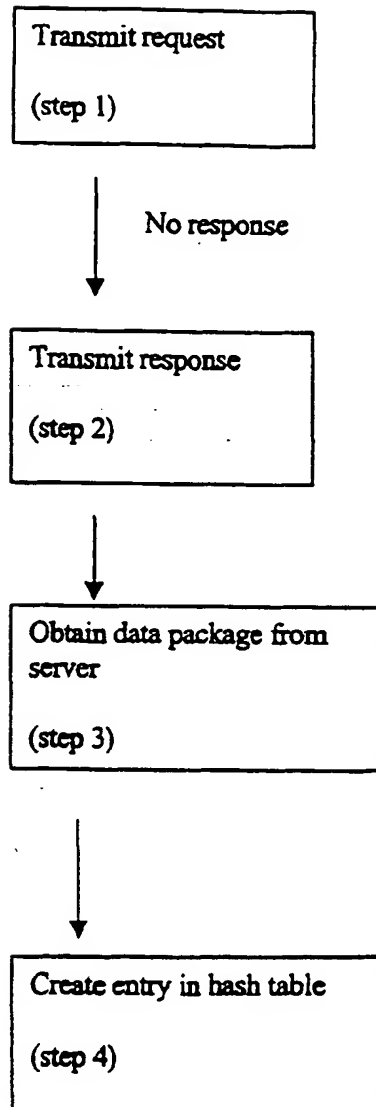 Transmit request
(step 1)
No response
Transmit response
(step 2)
Obtain data package from
server
(step 3)
Create entry in hash table
(step 4)